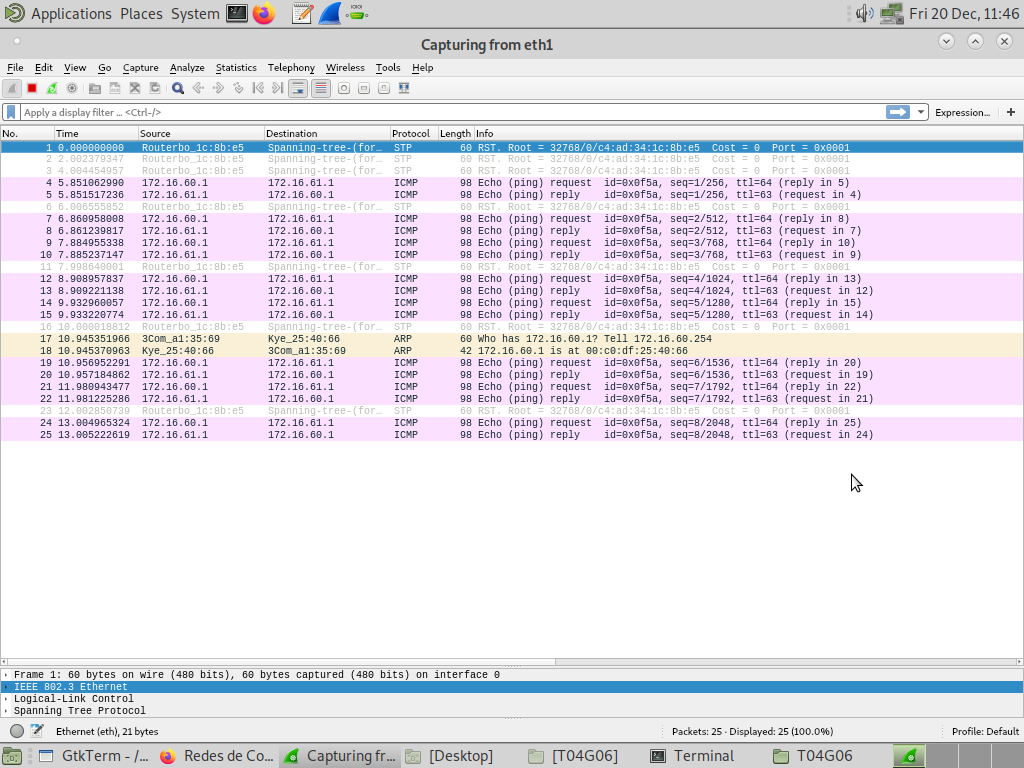 Applications Places System Fri 20 Dec, 11:46
Capturing from eth1
File Edit View Go Capture Analyze Statistics Telephony Wireless Tools Help
Apply a display filter ... <Ctrl-/> Expression... +
No. Time Source Destination Protocol Length Info
1 0.000000000 Routerbo_1c:8b:e5 Spanning-tree-(for… STP 60 RST. Root = 32768/0/c4:ad:34:1c:8b:e5 Cost = 0 Port = 0x0001
2 2.002379347 Routerbo_1c:8b:e5 Spanning-tree-(for… STP 60 RST. Root = 32768/0/c4:ad:34:1c:8b:e5 Cost = 0 Port = 0x0001
3 4.004454957 Routerbo_1c:8b:e5 Spanning-tree-(for… STP 60 RST. Root = 32768/0/c4:ad:34:1c:8b:e5 Cost = 0 Port = 0x0001
4 5.851062990 172.16.60.1 172.16.61.1 ICMP 98 Echo (ping) request id=0x0f5a, seq=1/256, ttl=64 (reply in 5)
5 5.851517236 172.16.61.1 172.16.60.1 ICMP 98 Echo (ping) reply id=0x0f5a, seq=1/256, ttl=63 (request in 4)
6 6.006555852 Routerbo_1c:8b:e5 Spanning-tree-(for… STP 60 RST. Root = 32768/0/c4:ad:34:1c:8b:e5 Cost = 0 Port = 0x0001
7 6.860958008 172.16.60.1 172.16.61.1 ICMP 98 Echo (ping) request id=0x0f5a, seq=2/512, ttl=64 (reply in 8)
8 6.861239817 172.16.61.1 172.16.60.1 ICMP 98 Echo (ping) reply id=0x0f5a, seq=2/512, ttl=63 (request in 7)
9 7.884955338 172.16.60.1 172.16.61.1 ICMP 98 Echo (ping) request id=0x0f5a, seq=3/768, ttl=64 (reply in 10)
10 7.885237147 172.16.61.1 172.16.60.1 ICMP 98 Echo (ping) reply id=0x0f5a, seq=3/768, ttl=63 (request in 9)
11 7.998640001 Routerbo_1c:8b:e5 Spanning-tree-(for… STP 60 RST. Root = 32768/0/c4:ad:34:1c:8b:e5 Cost = 0 Port = 0x0001
12 8.908957837 172.16.60.1 172.16.61.1 ICMP 98 Echo (ping) request id=0x0f5a, seq=4/1024, ttl=64 (reply in 13)
13 8.909221138 172.16.61.1 172.16.60.1 ICMP 98 Echo (ping) reply id=0x0f5a, seq=4/1024, ttl=63 (request in 12)
14 9.932960057 172.16.60.1 172.16.61.1 ICMP 98 Echo (ping) request id=0x0f5a, seq=5/1280, ttl=64 (reply in 15)
15 9.933220774 172.16.61.1 172.16.60.1 ICMP 98 Echo (ping) reply id=0x0f5a, seq=5/1280, ttl=63 (request in 14)
16 10.000018812 Routerbo_1c:8b:e5 Spanning-tree-(for… STP 60 RST. Root = 32768/0/c4:ad:34:1c:8b:e5 Cost = 0 Port = 0x0001
17 10.945351966 3Com_a1:35:69 Kye_25:40:66 ARP 60 Who has 172.16.60.1? Tell 172.16.60.254
18 10.945370963 Kye_25:40:66 3Com_a1:35:69 ARP 42 172.16.60.1 is at 00:c0:df:25:40:66
19 10.956952291 172.16.60.1 172.16.61.1 ICMP 98 Echo (ping) request id=0x0f5a, seq=6/1536, ttl=64 (reply in 20)
20 10.957184862 172.16.61.1 172.16.60.1 ICMP 98 Echo (ping) reply id=0x0f5a, seq=6/1536, ttl=63 (request in 19)
21 11.980943477 172.16.60.1 172.16.61.1 ICMP 98 Echo (ping) request id=0x0f5a, seq=7/1792, ttl=64 (reply in 22)
22 11.981225286 172.16.61.1 172.16.60.1 ICMP 98 Echo (ping) reply id=0x0f5a, seq=7/1792, ttl=63 (request in 21)
23 12.002850739 Routerbo_1c:8b:e5 Spanning-tree-(for… STP 60 RST. Root = 32768/0/c4:ad:34:1c:8b:e5 Cost = 0 Port = 0x0001
24 13.004965324 172.16.60.1 172.16.61.1 ICMP 98 Echo (ping) request id=0x0f5a, seq=8/2048, ttl=64 (reply in 25)
25 13.005222619 172.16.61.1 172.16.60.1 ICMP 98 Echo (ping) reply id=0x0f5a, seq=8/2048, ttl=63 (request in 24)
Frame 1: 60 bytes on wire (480 bits), 60 bytes captured (480 bits) on interface 0
IEEE 802.3 Ethernet
Logical-Link Control
Spanning Tree Protocol
Ethernet (eth), 21 bytes Packets: 25 · Displayed: 25 (100.0%) Profile: Default
GtkTerm - /... Redes de Co... Capturing fr... [Desktop] [T04G06] Terminal T04G06